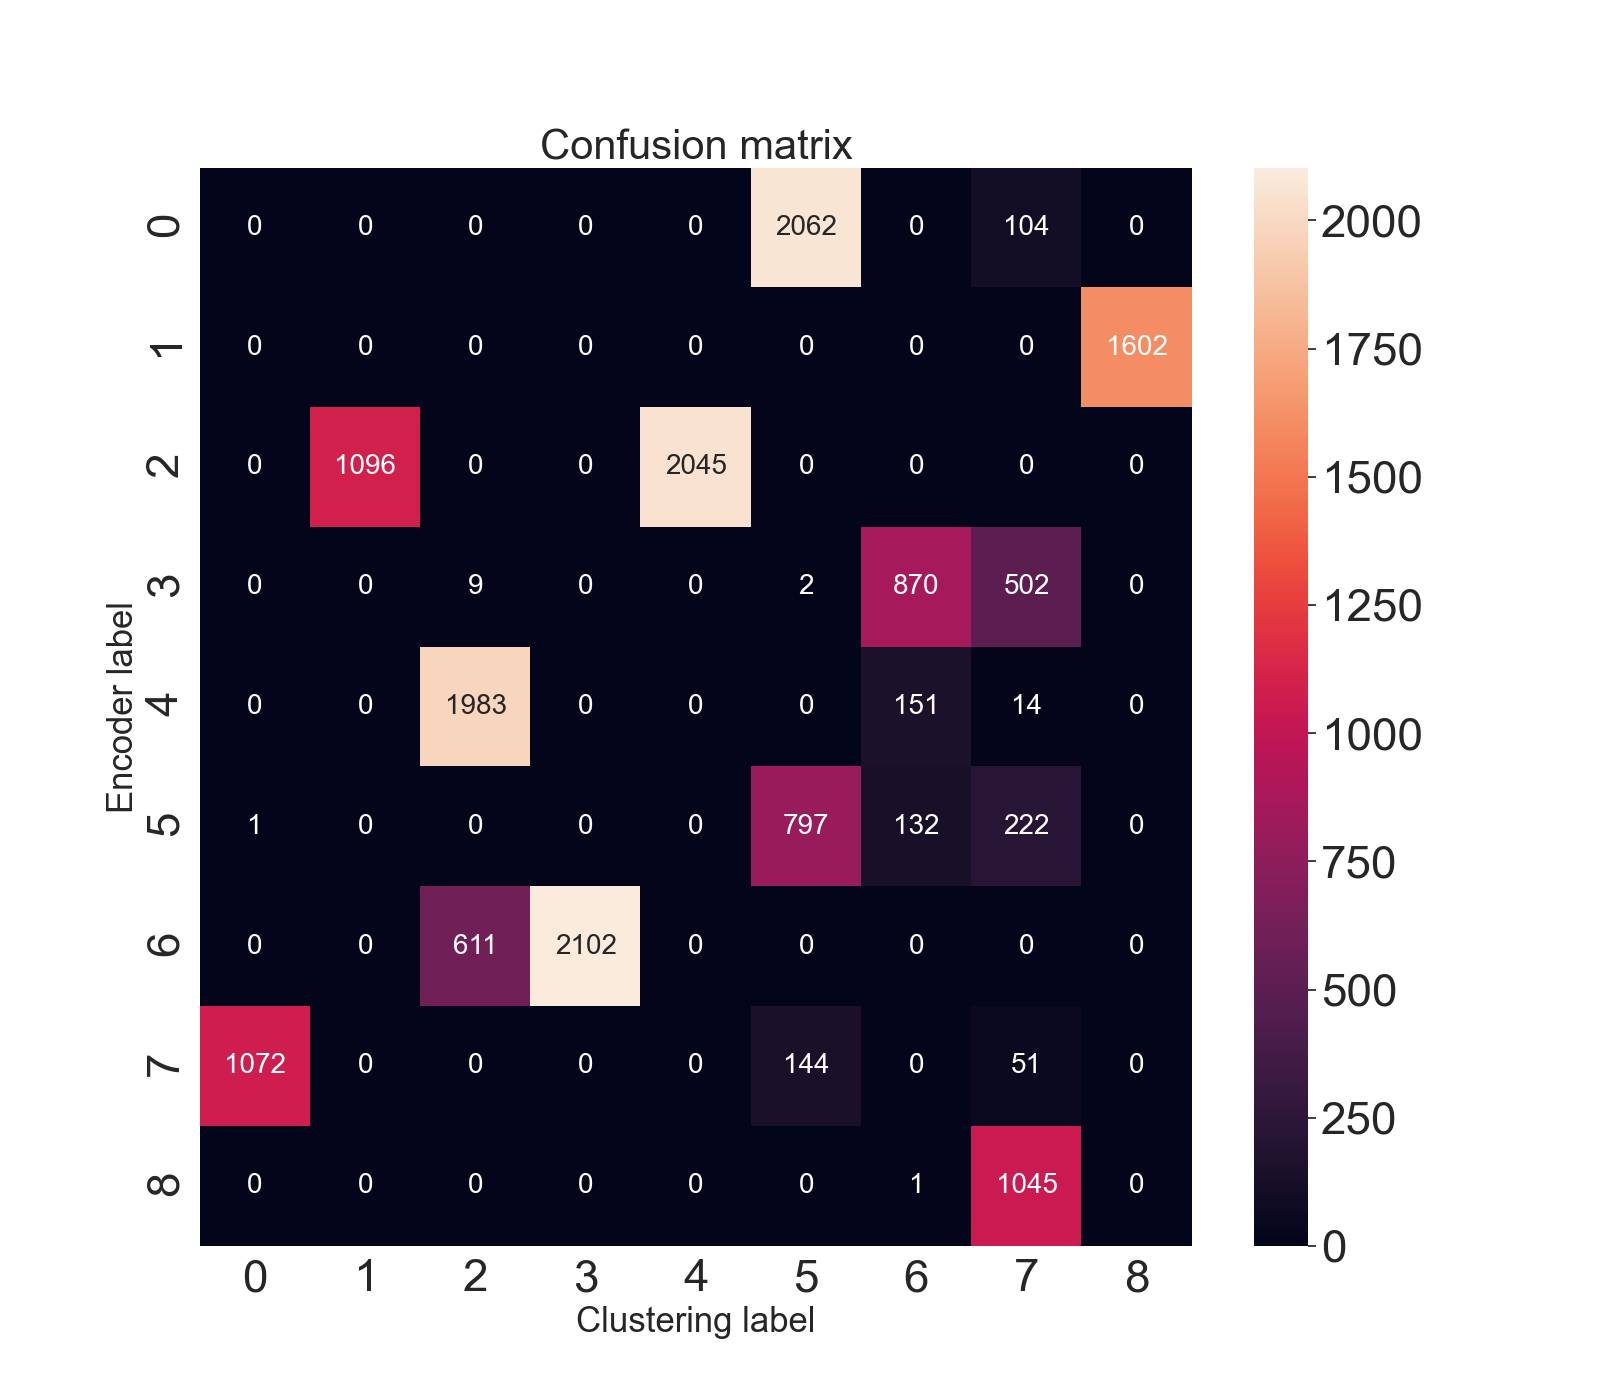 Confusion matrix
0 0 0 0 0 0 2062 0 104 0
1 0 0 0 0 0 0 0 0 1602
2 0 1096 0 0 2045 0 0 0 0
3 0 0 9 0 0 2 870 502 0
4 0 0 1983 0 0 0 151 14 0
5 1 0 0 0 0 797 132 222 0
6 0 0 611 2102 0 0 0 0 0
7 1072 0 0 0 0 144 0 51 0
8 0 0 0 0 0 0 1 1045 0
0 1 2 3 4 5 6 7 8
Clustering label
Encoder label
2000
1750
1500
1250
1000
750
500
250
0